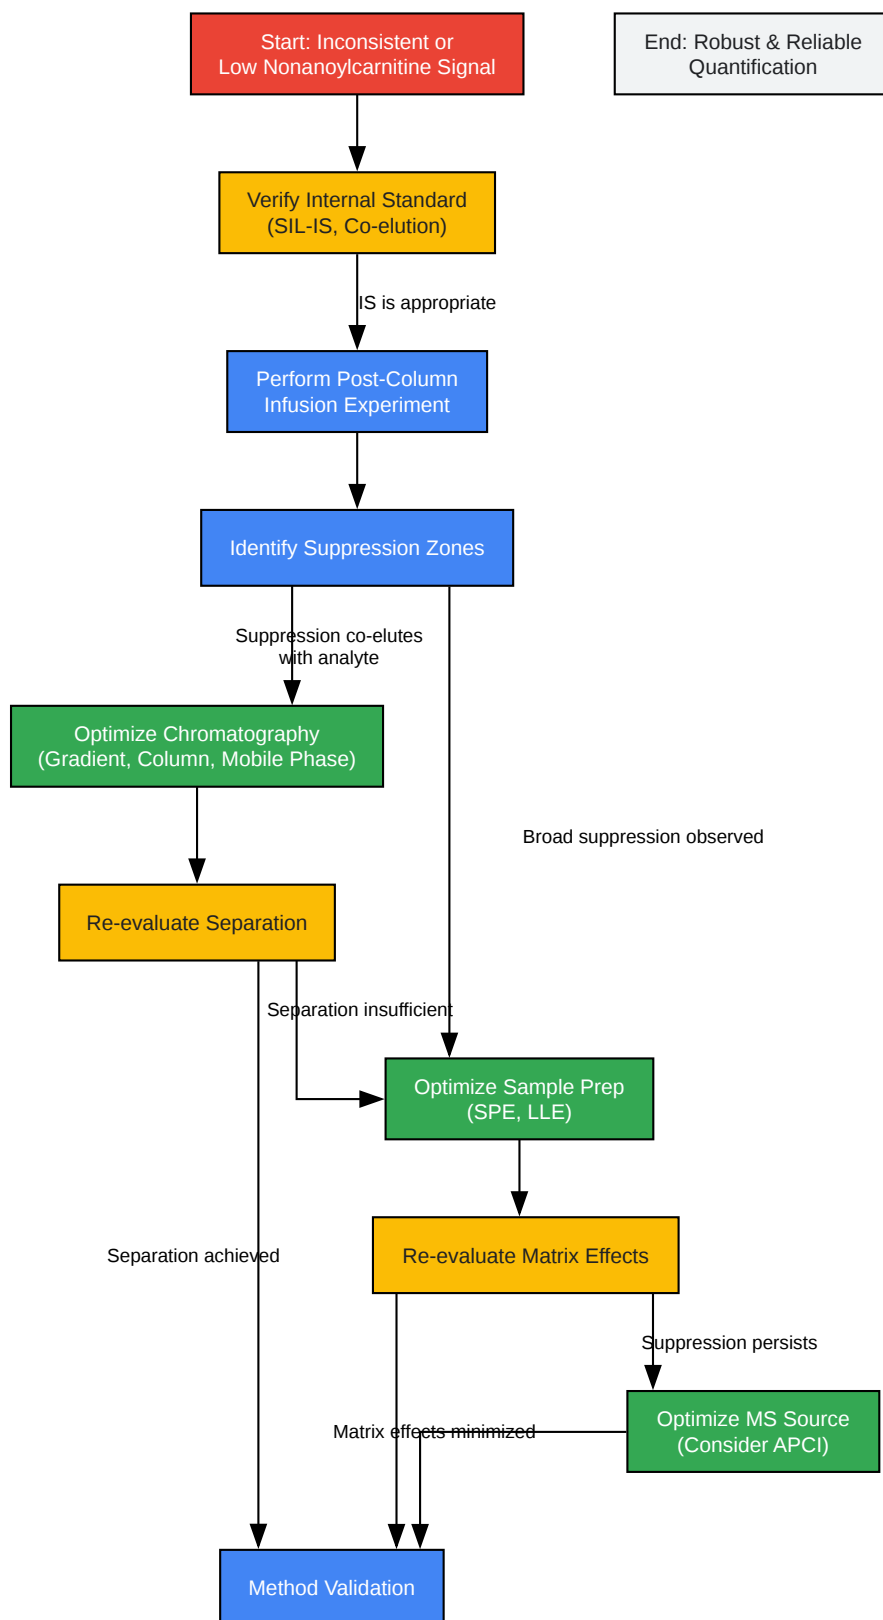 Start: Inconsistent or
Low Nonanoylcarnitine Signal
End: Robust & Reliable
Quantification
Verify Internal Standard
(SIL-IS, Co-elution)
IS is appropriate
Perform Post-Column
Infusion Experiment
Identify Suppression Zones
Suppression co-elutes
with analyte
Optimize Chromatography
(Gradient, Column, Mobile Phase)
Broad suppression observed
Re-evaluate Separation
Separation insufficient
Optimize Sample Prep
(SPE, LLE)
Separation achieved
Re-evaluate Matrix Effects
Suppression persists
Optimize MS Source
(Consider APCI)
Matrix effects minimized
Method Validation